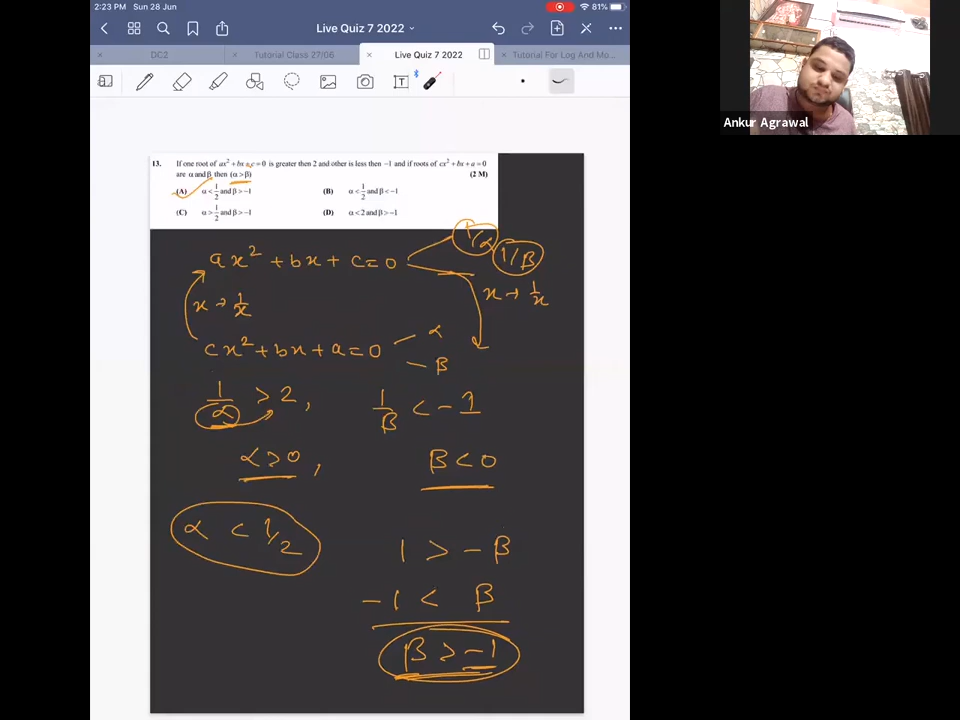 2:23 PM Sun 28 Jun
81%
Live Quiz 7 2022
DC2
Tutorial Class 27/06
Live Quiz 7 2022
Tutorial For Log And Mo...
Ankur Agrawal
13. If one root of ax² + bx + c = 0 is greater then 2 and other is less then −1 and if roots of cx² + bx + a = 0
are α and β, then (α > β)
(A) α < 1/2 and β > −1
(B) α < 1/2 and β < −1
(C) α > 1/2 and β > −1
(D) α < 2 and β > −1
ax² + bx + c = 0
1/α
1/β
x → 1/x
x → 1/x
cx² + bx + a = 0
α
β
1/α > 2,
1/β < −1
α > 0,
β < 0
α < 1/2
1 > −β
−1 < β
β > −1